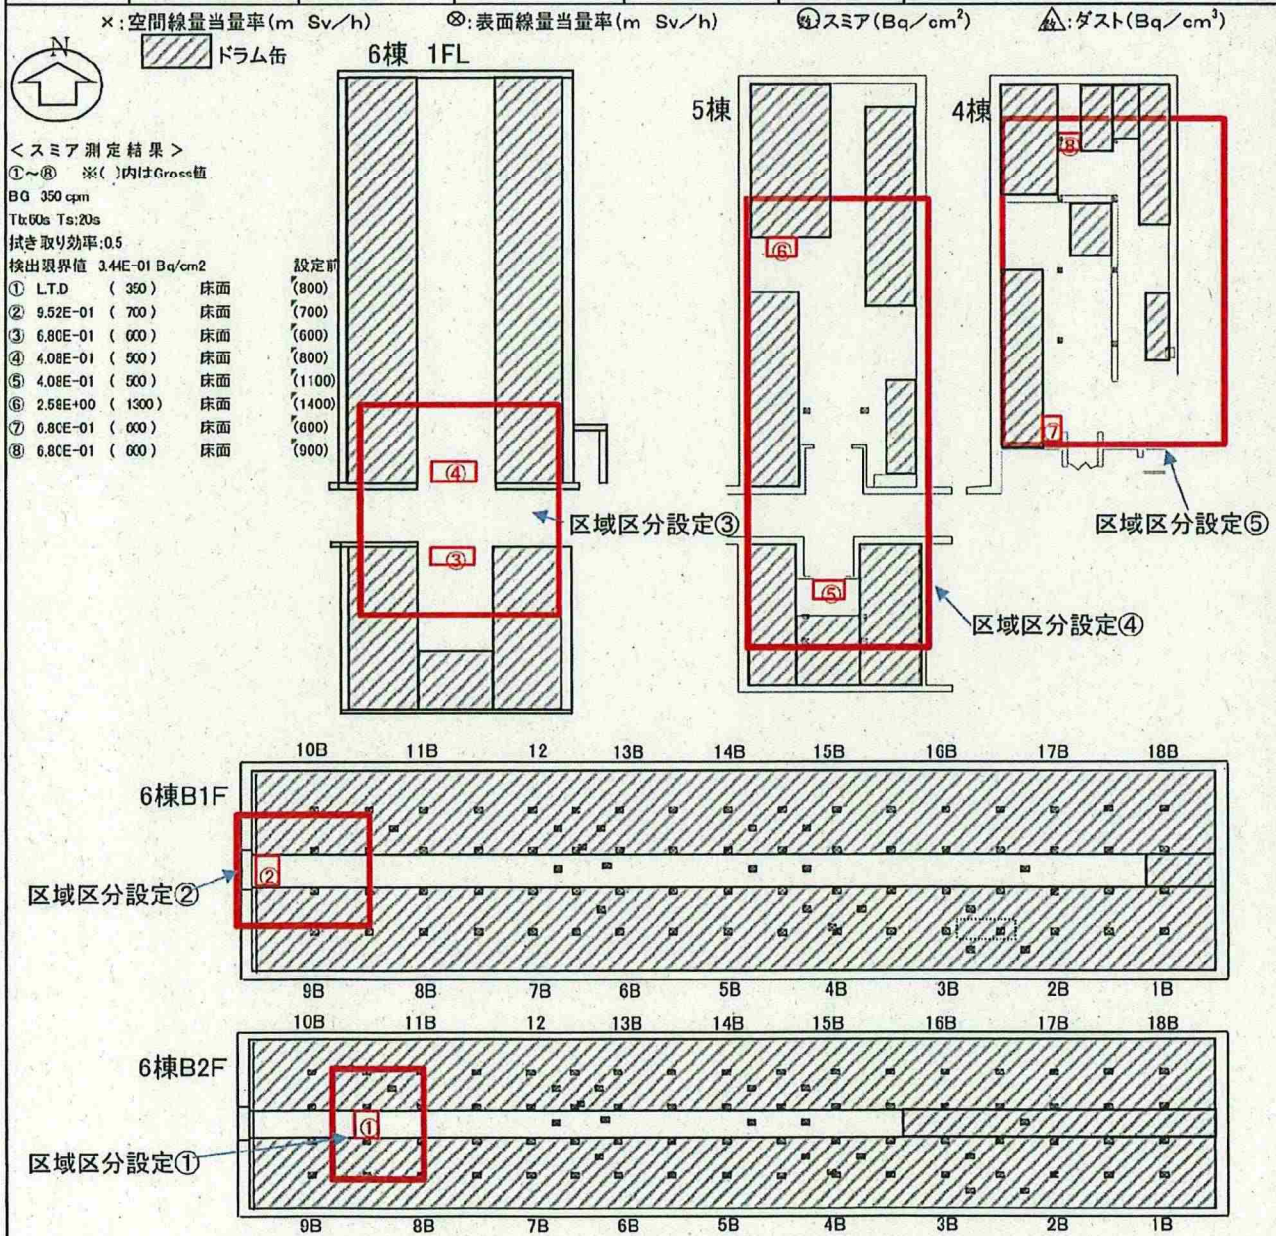 ×:空間線量当量率(m Sv/h) ⊗:表面線量当量率(m Sv/h) スミア(Bq/cm²) ダスト(Bq/cm³)
N
ドラム缶
6棟 1FL
5棟
4棟
<スミア測定結果>
①~⑧ ※( )内はGross値
BG 350 cpm
Tb:60s Ts:20s
拭き取り効率:0.5
検出限界値 3.44E-01 Bq/cm2 設定前
① L.T.D ( 350 ) 床面 (800)
② 9.52E-01 ( 700 ) 床面 (700)
③ 6.80E-01 ( 600 ) 床面 (600)
④ 4.08E-01 ( 500 ) 床面 (800)
⑤ 4.08E-01 ( 500 ) 床面 (1100)
⑥ 2.58E+00 ( 1300 ) 床面 (1400)
⑦ 6.80E-01 ( 600 ) 床面 (600)
⑧ 6.80E-01 ( 600 ) 床面 (900)
⑧
⑥
⑦
④
区域区分設定③
区域区分設定⑤
③
⑤
区域区分設定④
10B 11B 12 13B 14B 15B 16B 17B 18B
6棟B1F
②
区域区分設定②
9B 8B 7B 6B 5B 4B 3B 2B 1B
10B 11B 12 13B 14B 15B 16B 17B 18B
6棟B2F
①
区域区分設定①
9B 8B 7B 6B 5B 4B 3B 2B 1B